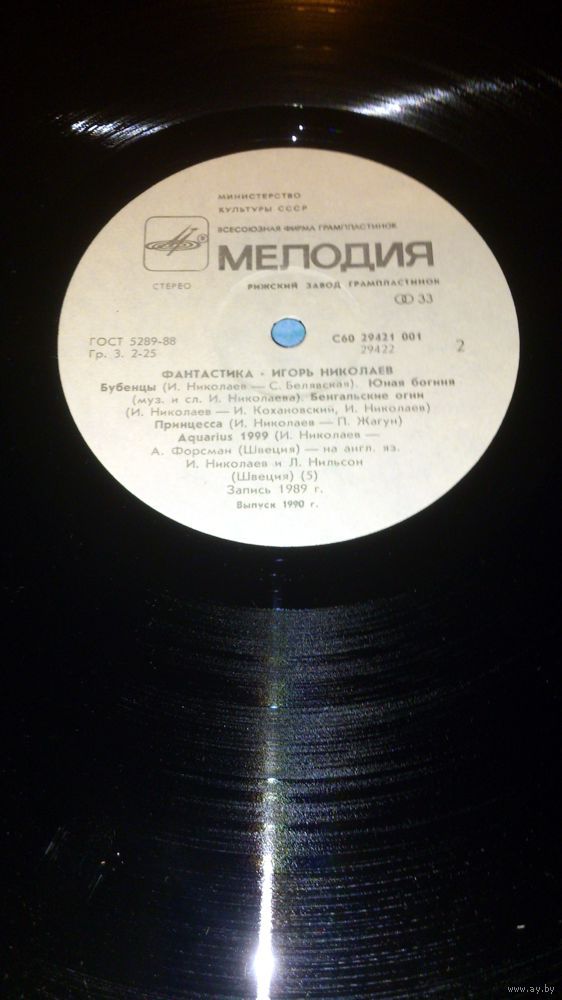 МИНИСТЕРСТВО
КУЛЬТУРЫ СССР
ВСЕСОЮЗНАЯ ФИРМА ГРАМПЛАСТИНОК
МЕЛОДИЯ
СТЕРЕО
РИЖСКИЙ ЗАВОД ГРАМПЛАСТИНОК
33
ГОСТ 5289-88
Гр. 3. 2-25
С60 29421 001
29422
2
ФАНТАСТИКА · ИГОРЬ НИКОЛАЕВ
Бубенцы (И. Николаев — С. Белявская). Юная богиня
(муз. и сл. И. Николаева). Бенгальские огни
(И. Николаев — И. Кохановский, И. Николаев)
Принцесса (И. Николаев — П. Жагун)
Aquarius 1999 (И. Николаев —
А. Форсман (Швеция) — на англ. яз.
И. Николаев и Л. Нильсон
(Швеция) (5)
Запись 1989 г.
Выпуск 1990 г.
www.ay.by